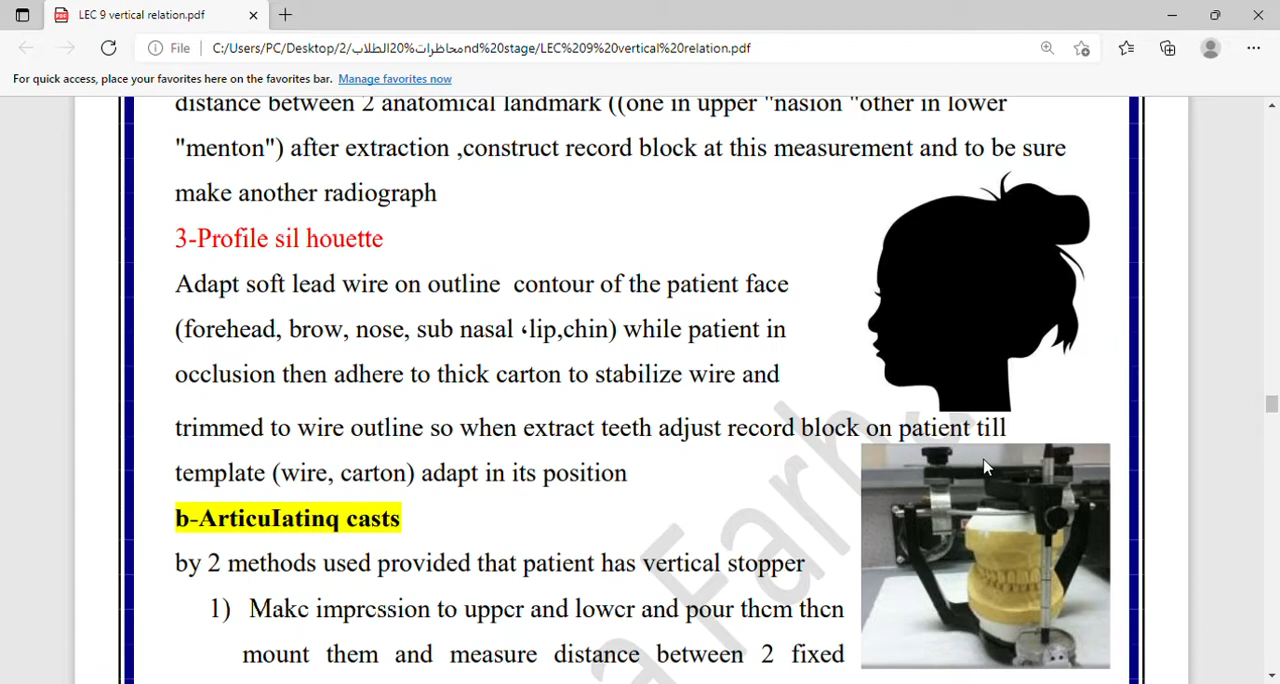 LEC 9 vertical relation.pdf
File C:/Users/PC/Desktop/2/محاظرات%20الطلابnd%20stage/LEC%209%20vertical%20relation.pdf
For quick access, place your favorites here on the favorites bar. Manage favorites now
distance between 2 anatomical landmark ((one in upper "nasion "other in lower
"menton") after extraction ,construct record block at this measurement and to be sure
make another radiograph
3-Profile sil houette
Adapt soft lead wire on outline contour of the patient face
(forehead, brow, nose, sub nasal ،lip,chin) while patient in
occlusion then adhere to thick carton to stabilize wire and
trimmed to wire outline so when extract teeth adjust record block on patient till
template (wire, carton) adapt in its position
b-ArticuIatinq casts
by 2 methods used provided that patient has vertical stopper
1) Makc imprcssion to uppcr and lowcr and pour thcm thcn
mount them and measure distance between 2 fixed